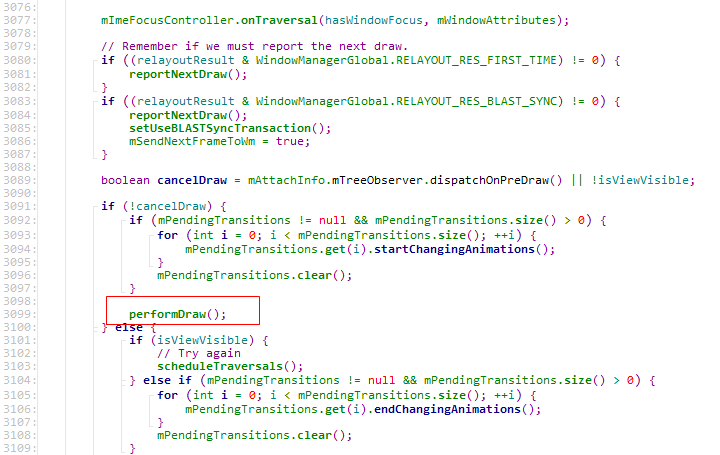 3076:
3077: mImeFocusController.onTraversal(hasWindowFocus, mWindowAttributes);
3078:
3079: // Remember if we must report the next draw.
3080: if ((relayoutResult & WindowManagerGlobal.RELAYOUT_RES_FIRST_TIME) != 0) {
3081: reportNextDraw();
3082: }
3083: if ((relayoutResult & WindowManagerGlobal.RELAYOUT_RES_BLAST_SYNC) != 0) {
3084: reportNextDraw();
3085: setUseBLASTSyncTransaction();
3086: mSendNextFrameToWm = true;
3087: }
3088:
3089: boolean cancelDraw = mAttachInfo.mTreeObserver.dispatchOnPreDraw() || !isViewVisible;
3090:
3091: if (!cancelDraw) {
3092: if (mPendingTransitions != null && mPendingTransitions.size() > 0) {
3093: for (int i = 0; i < mPendingTransitions.size(); ++i) {
3094: mPendingTransitions.get(i).startChangingAnimations();
3095: }
3096: mPendingTransitions.clear();
3097: }
3098:
3099: performDraw();
3100: } else {
3101: if (isViewVisible) {
3102: // Try again
3103: scheduleTraversals();
3104: } else if (mPendingTransitions != null && mPendingTransitions.size() > 0) {
3105: for (int i = 0; i < mPendingTransitions.size(); ++i) {
3106: mPendingTransitions.get(i).endChangingAnimations();
3107: }
3108: mPendingTransitions.clear();
3109: }